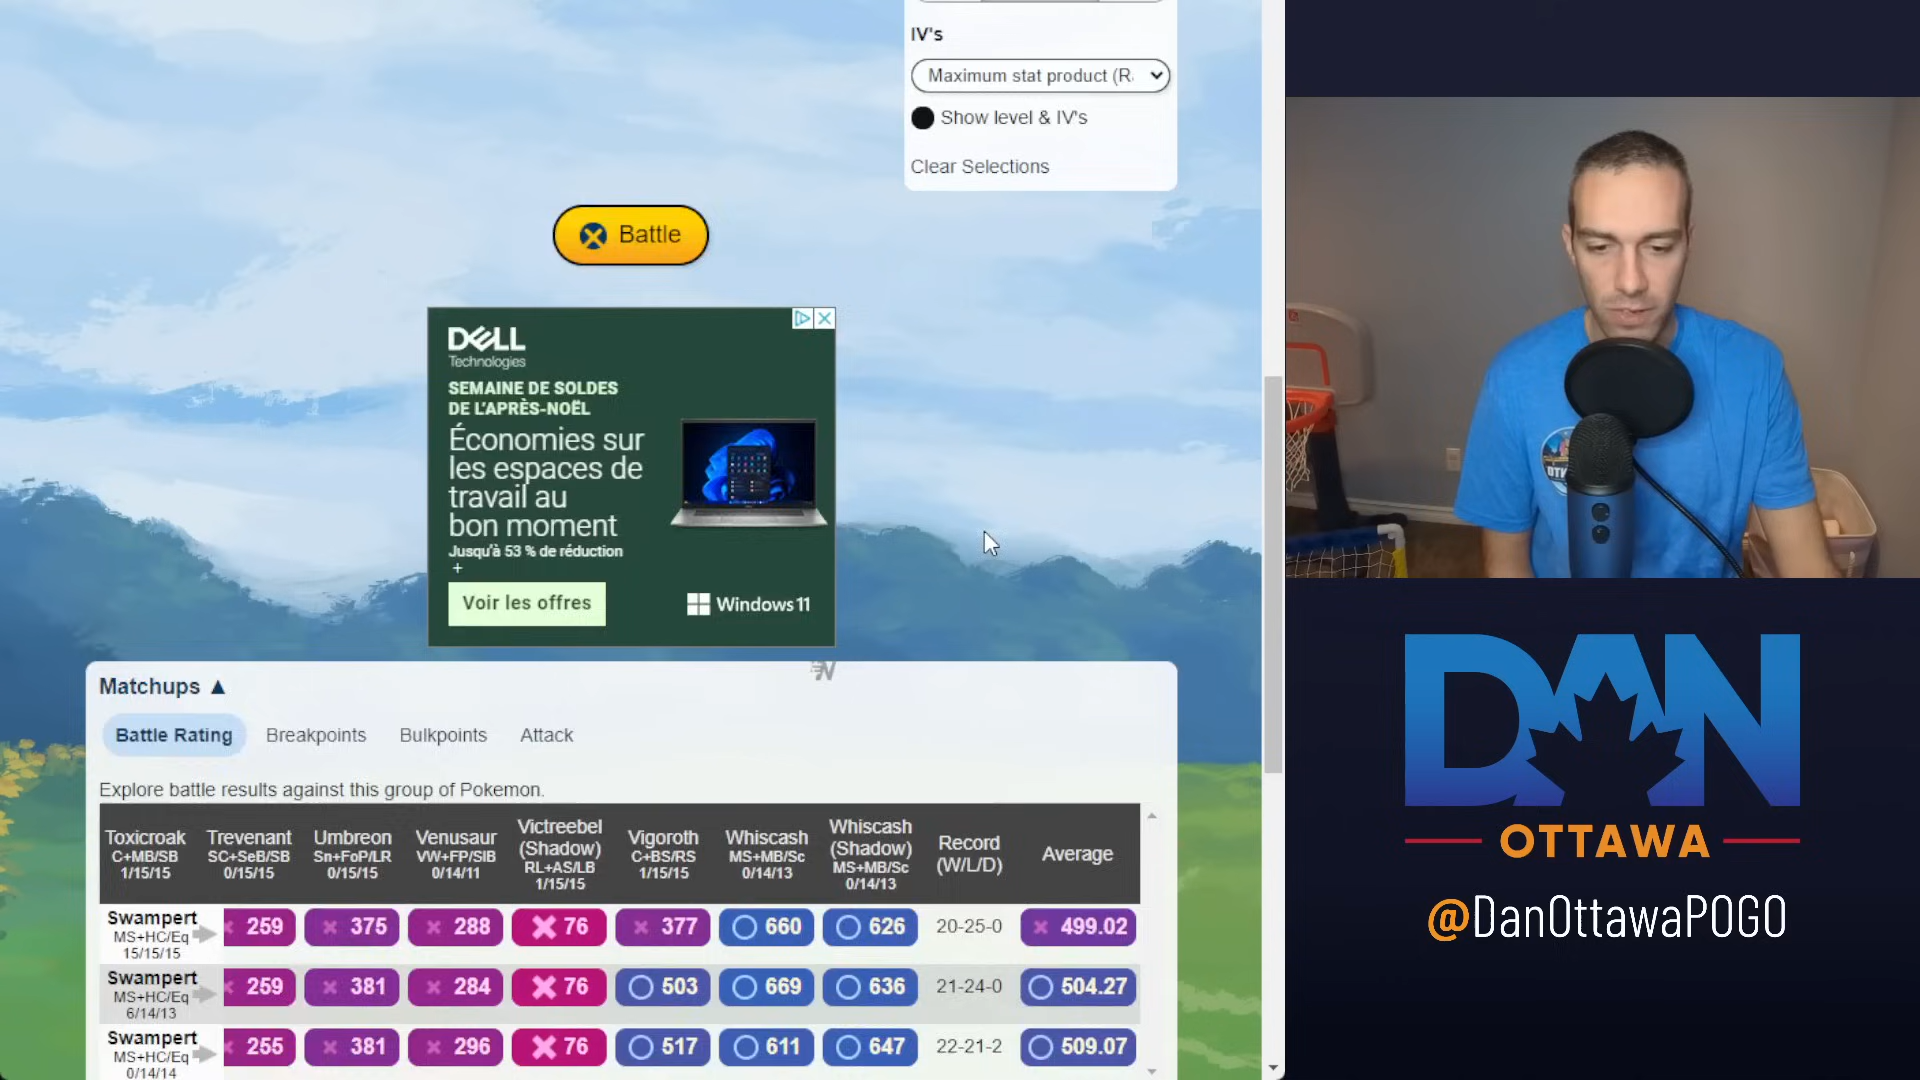 IV's
Maximum stat product (R
Show level & IV's
Clear Selections
Battle
DELL
Technologies
SEMAINE DE SOLDES
DE L'APRÈS-NOËL
Économies sur
les espaces de
travail au
bon moment
Jusqu'à 53 % de réduction
+
Voir les offres
Windows 11
Matchups ▲
Battle Rating Breakpoints Bulkpoints Attack
Explore battle results against this group of Pokemon.
Toxicroak
C+MB/SB
1/15/15
Trevenant
SC+SeB/SB
0/15/15
Umbreon
Sn+FoP/LR
0/15/15
Venusaur
VW+FP/SlB
0/14/11
Victreebel
(Shadow)
RL+AS/LB
1/15/15
Vigoroth
C+BS/RS
1/15/15
Whiscash
MS+MB/Sc
0/14/13
Whiscash
(Shadow)
MS+MB/Sc
0/14/13
Record
(W/L/D)
Average
Swampert
MS+HC/Eq
15/15/15
259 375 288 76 377 660 626 20-25-0 499.02
Swampert
MS+HC/Eq
6/14/13
259 381 284 76 503 669 636 21-24-0 504.27
Swampert
MS+HC/Eq
0/14/14
255 381 296 76 517 611 647 22-21-2 509.07
DAN
OTTAWA
@DanOttawaPOGO